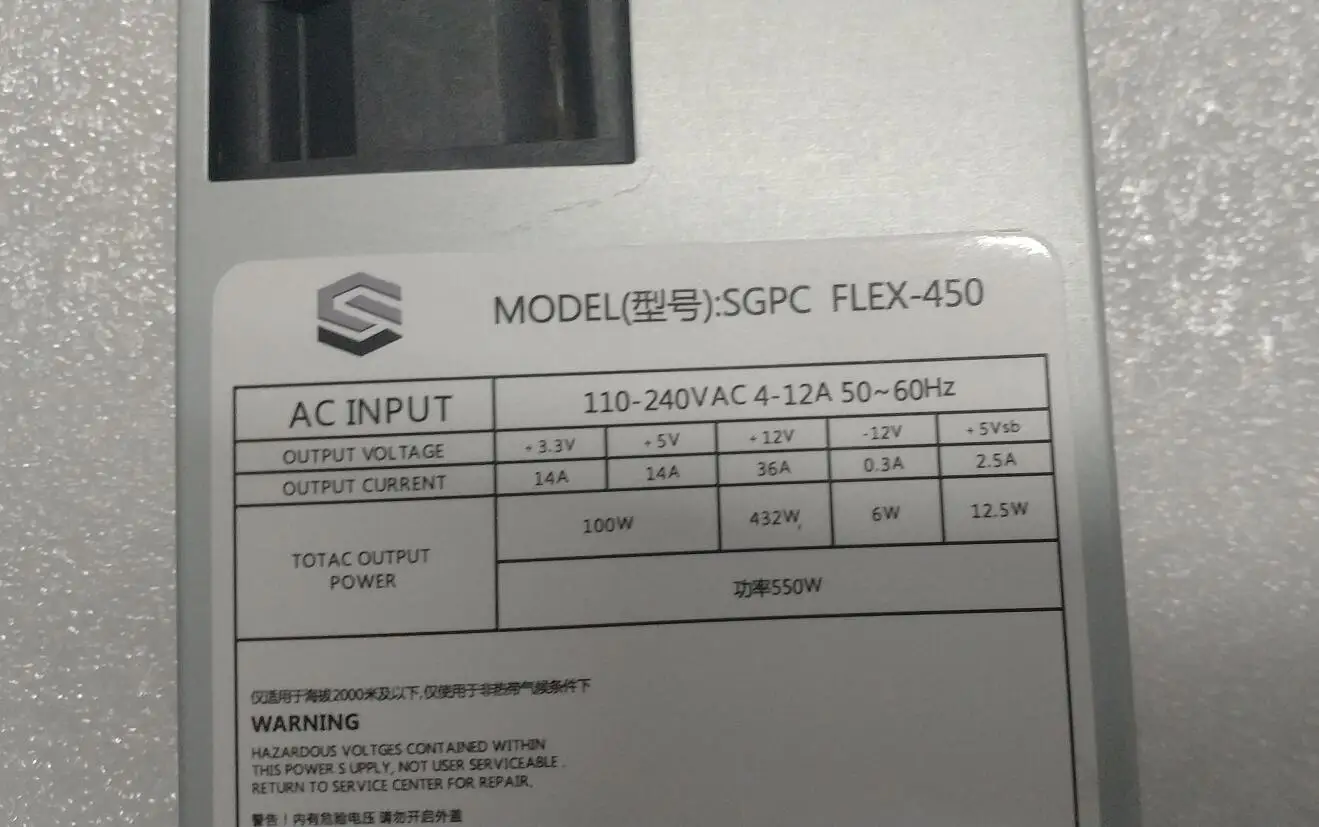 MODEL(型号):SGPC FLEX-450
AC INPUT 110-240VAC 4-12A 50~60Hz
OUTPUT VOLTAGE +3.3V +5V +12V -12V +5Vsb
OUTPUT CURRENT 14A 14A 36A 0.3A 2.5A
TOTAC OUTPUT
POWER
100W 432W, 6W 12.5W
功率550W
仅适用于海拔2000米及以下,仅使用于非热带气候条件下
WARNING
HAZARDOUS VOLTGES CONTAINED WITHIN
THIS POWER S UPPLY, NOT USER SERVICEABLE .
RETURN TO SERVICE CENTER FOR REPAIR.
警告！内有危险电压 请勿开启外盖